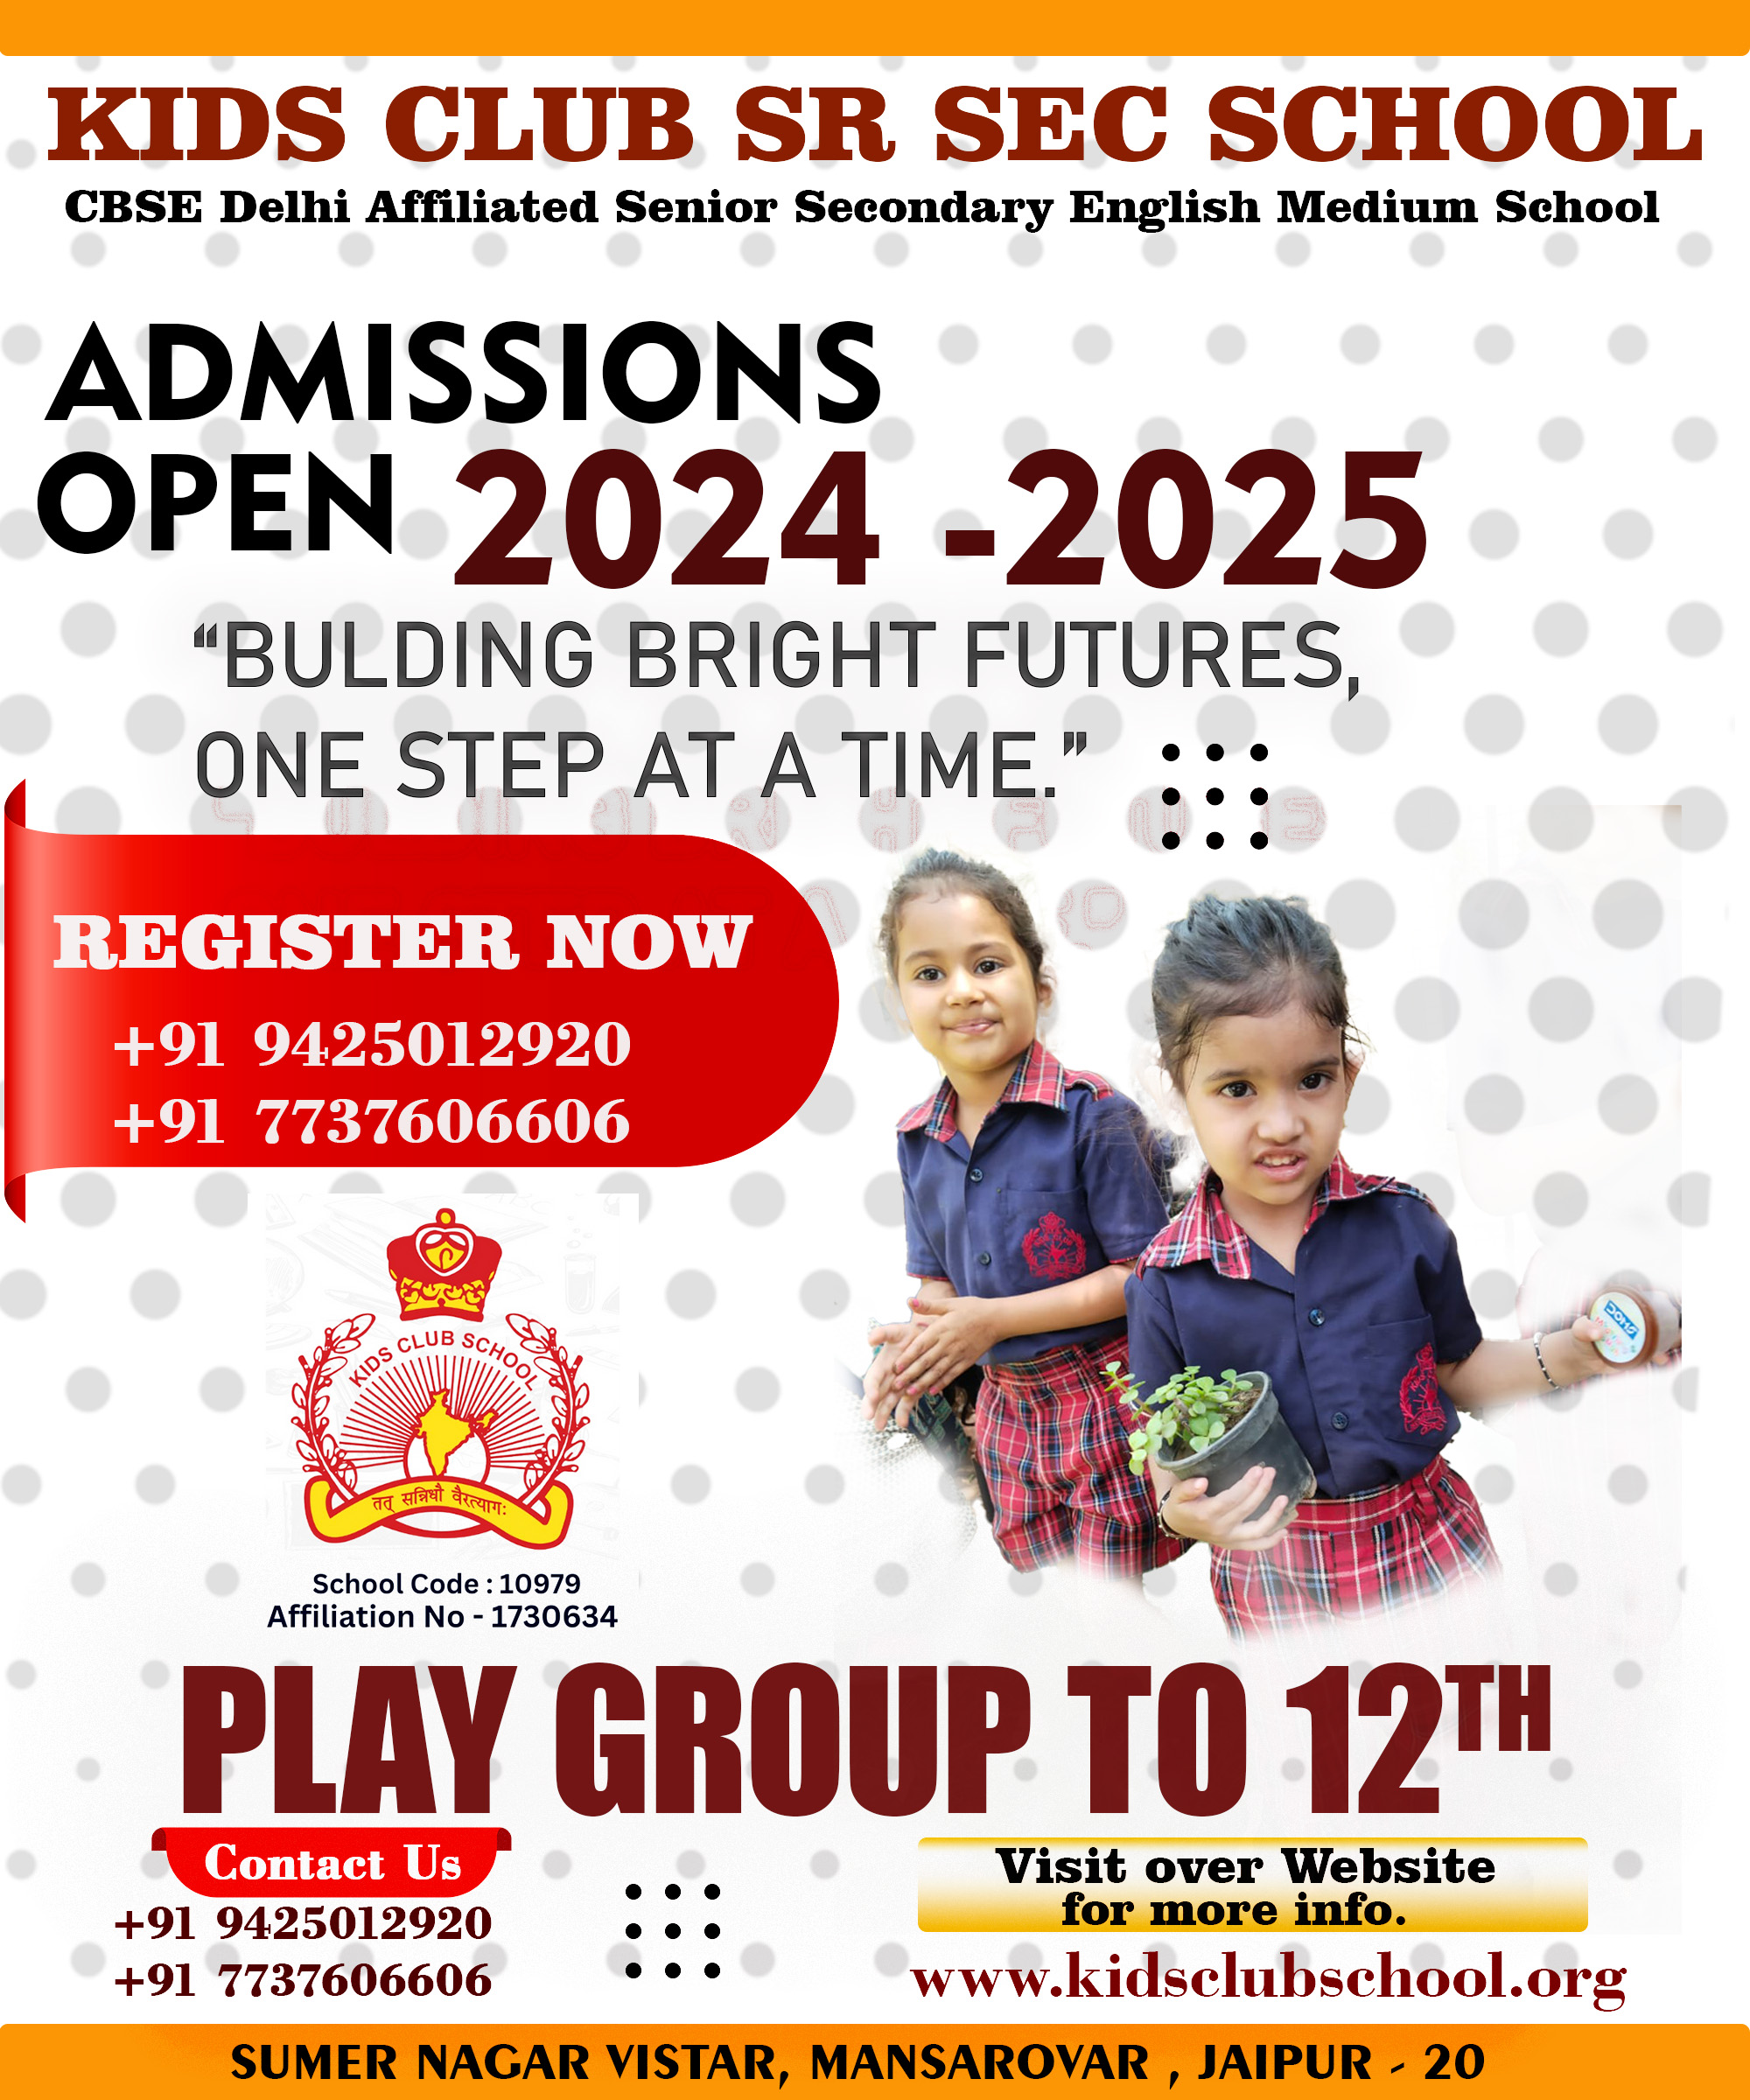 KIDS CLUB SR SEC SCHOOL
CBSE Delhi Affiliated Senior Secondary English Medium School
ADMISSIONS
OPEN 2024 -2025
“BULDING BRIGHT FUTURES,
ONE STEP AT A TIME.”
REGISTER NOW
+91 9425012920
+91 7737606606
KIDS CLUB SCHOOL
तत् सन्निधौ वैरत्यागः
School Code : 10979
Affiliation No - 1730634
DOMS
PLAY GROUP TO 12TH
Contact Us
+91 9425012920
+91 7737606606
Visit over Website
for more info.
www.kidsclubschool.org
SUMER NAGAR VISTAR, MANSAROVAR , JAIPUR - 20